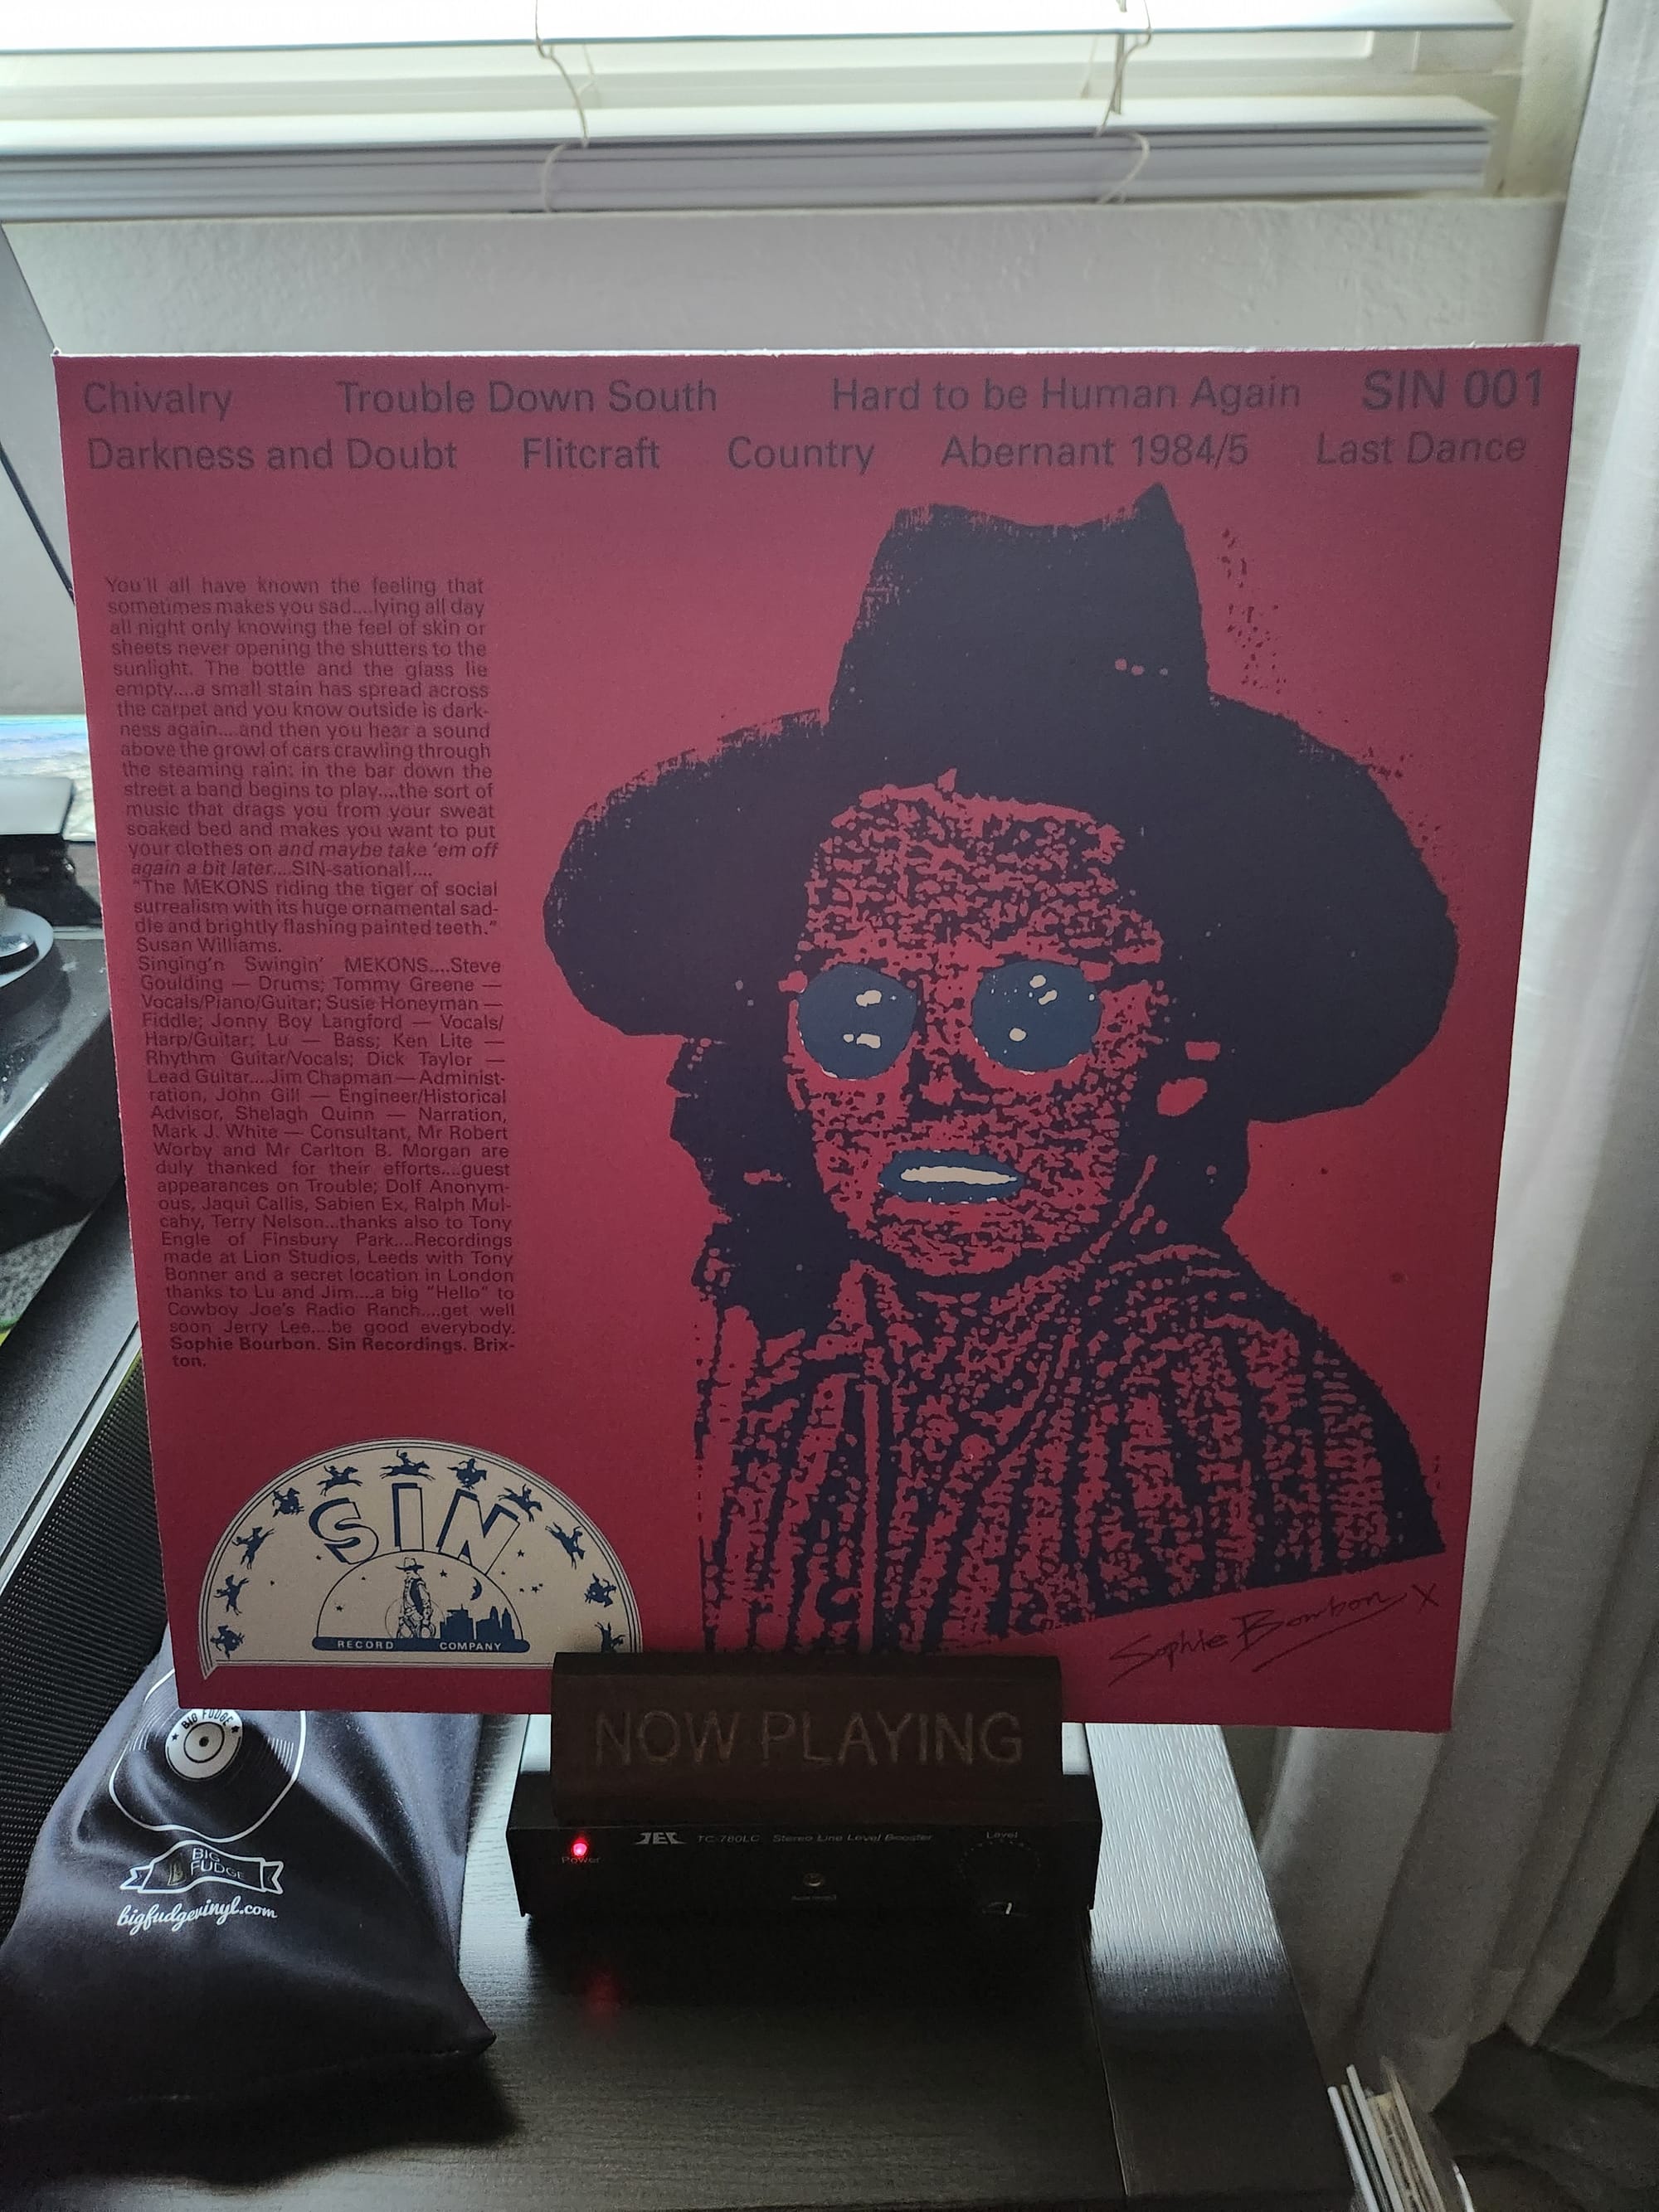 Chivalry Trouble Down South Hard to be Human Again SIN 001
Darkness and Doubt Flitcraft Country Abernant 1984/5 Last Dance
You'll all have known the feeling that
sometimes makes you sad....lying all day
all night only knowing the feel of skin or
sheets never opening the shutters to the
sunlight. The bottle and the glass lie
empty....a small stain has spread across
the carpet and you know outside is dark-
ness again....and then you hear a sound
above the growl of cars crawling through
the steaming rain: in the bar down the
street a band begins to play....the sort of
music that drags you from your sweat
soaked bed and makes you want to put
your clothes on and maybe take 'em off
again a bit later....SIN-sational!....
"The MEKONS riding the tiger of social
surrealism with its huge ornamental sad-
dle and brightly flashing painted teeth."
Susan Williams.
Singing'n Swingin' MEKONS....Steve
Goulding — Drums; Tommy Greene —
Vocals/Piano/Guitar; Susie Honeyman —
Fiddle; Jonny Boy Langford — Vocals/
Harp/Guitar; Lu — Bass; Ken Lite —
Rhythm Guitar/Vocals; Dick Taylor —
Lead Guitar....Jim Chapman — Administ-
ration, John Gill — Engineer/Historical
Advisor, Shelagh Quinn — Narration,
Mark J. White — Consultant, Mr Robert
Worby and Mr Carlton B. Morgan are
duly thanked for their efforts....guest
appearances on Trouble; Dolf Anonym-
ous, Jaqui Callis, Sabien Ex, Ralph Mul-
cahy, Terry Nelson...thanks also to Tony
Engle of Finsbury Park....Recordings
made at Lion Studios, Leeds with Tony
Bonner and a secret location in London
thanks to Lu and Jim....a big "Hello" to
Cowboy Joe's Radio Ranch....get well
soon Jerry Lee....be good everybody.
Sophie Bourbon. Sin Recordings. Brix-
ton.
SIN
RECORD COMPANY
Sophie Bourbon X
NOW PLAYING
BIG FUDGE
BIG
FUDGE
bigfudgevinyl.com
TEC TC-780LC Stereo Line Level Booster Level
Power